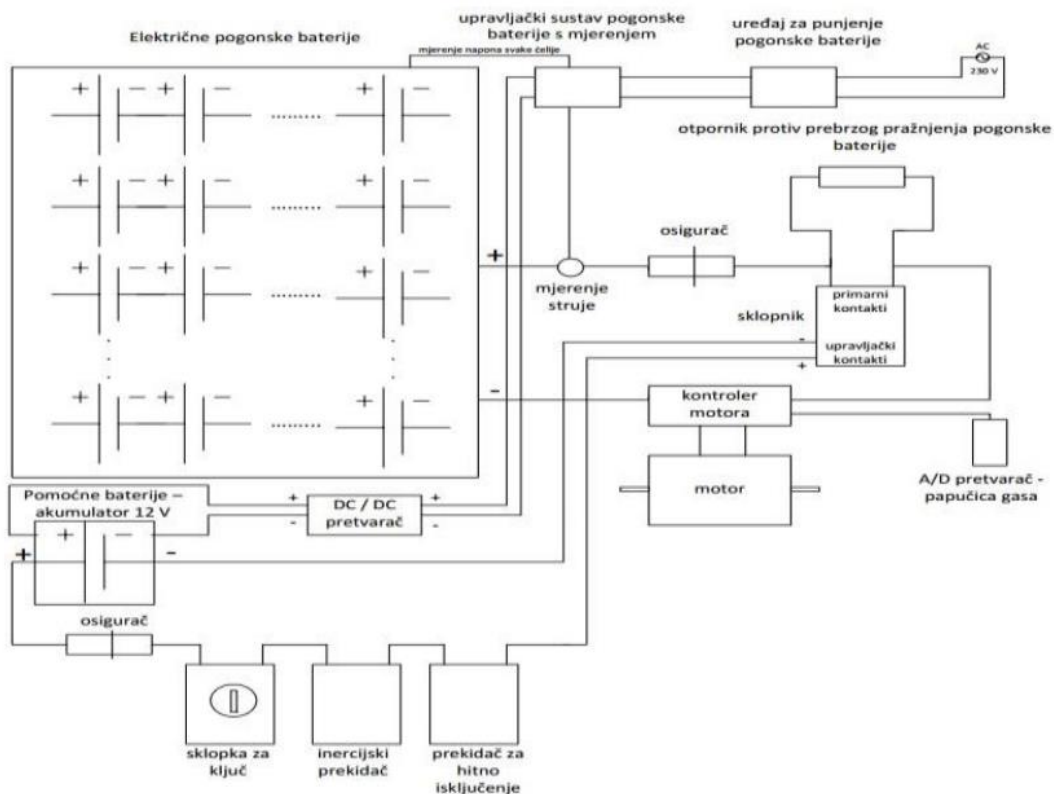 Električne pogonske baterije
upravljački sustav pogonske
baterije s mjerenjem
mjerenje napona svake ćelije
uređaj za punjenje
pogonske baterije
AC
230 V
otpornik protiv prebrzog pražnjenja pogonske
baterije
+ — + — ......... + —
+ — + — ......... + —
+ — + — ......... + —
+ — + — ......... + —
+
-
mjerenje
struje
osigurač
sklopnik
primarni
kontakti
-
upravljački
kontakti
+
kontroler
motora
motor
A/D pretvarač -
papučica gasa
Pomoćne baterije –
akumulator 12 V
+ —
+ -
+
-
DC / DC
pretvarač
+
-
osigurač
sklopka za
ključ
inercijski
prekidač
prekidač za
hitno
isključenje